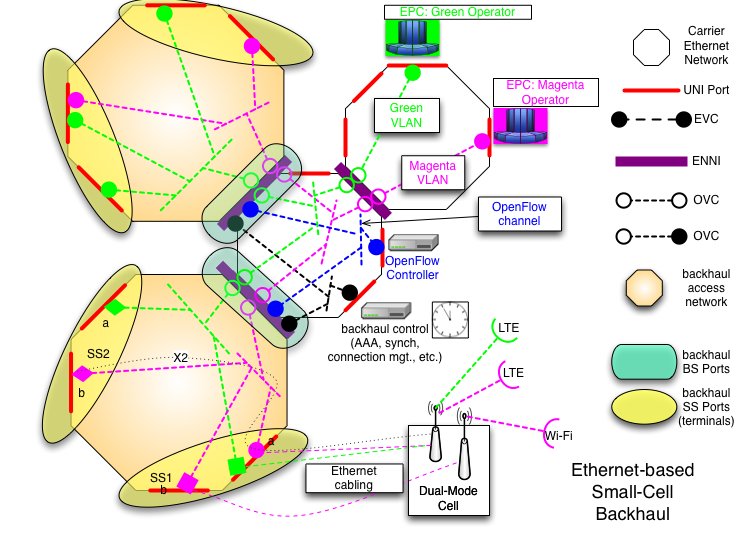 EPC: Green Operator
EPC: Magenta
Operator
Green
VLAN
Magenta
VLAN
OpenFlow
channel
OpenFlow
Controller
backhaul control
(AAA, synch,
connection mgt., etc.)
a
SS2
b
X2
a
SS1
b
Ethernet
cabling
LTE
LTE
Wi-Fi
Dual-Mode
Cell
Carrier
Ethernet
Network
UNI Port
EVC
ENNI
OVC
OVC
backhaul
access
network
backhaul
BS Ports
backhaul
SS Ports
(terminals)
Ethernet-based
Small-Cell
Backhaul